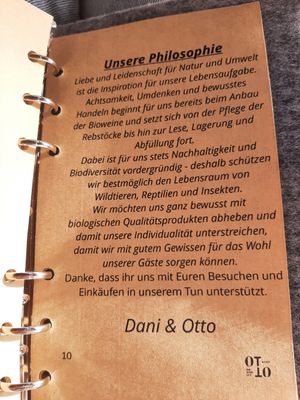 Unsere Philosophie
Liebe und Leidenschaft für Natur und Umwelt
ist die Inspiration für unsere Lebensaufgabe.
Achtsamkeit, Umdenken und bewusstes
Handeln beginnt für uns bereits beim Anbau
der Bioweine und setzt sich von der Pflege der
Rebstöcke bis hin zur Lese, Lagerung und
Abfüllung fort.
Dabei ist für uns stets Nachhaltigkeit und
Biodiversität vordergründig - deshalb schützen
wir bestmöglich den Lebensraum von
Wildtieren, Reptilien und Insekten.
Wir möchten uns ganz bewusst mit
biologischen Qualitätsprodukten abheben und
damit unsere Individualität unterstreichen,
damit wir mit gutem Gewissen für das Wohl
unserer Gäste sorgen können.
Danke, dass ihr uns mit Euren Besuchen und
Einkäufen in unserem Tun unterstützt.
Dani & Otto
10
OT
TO